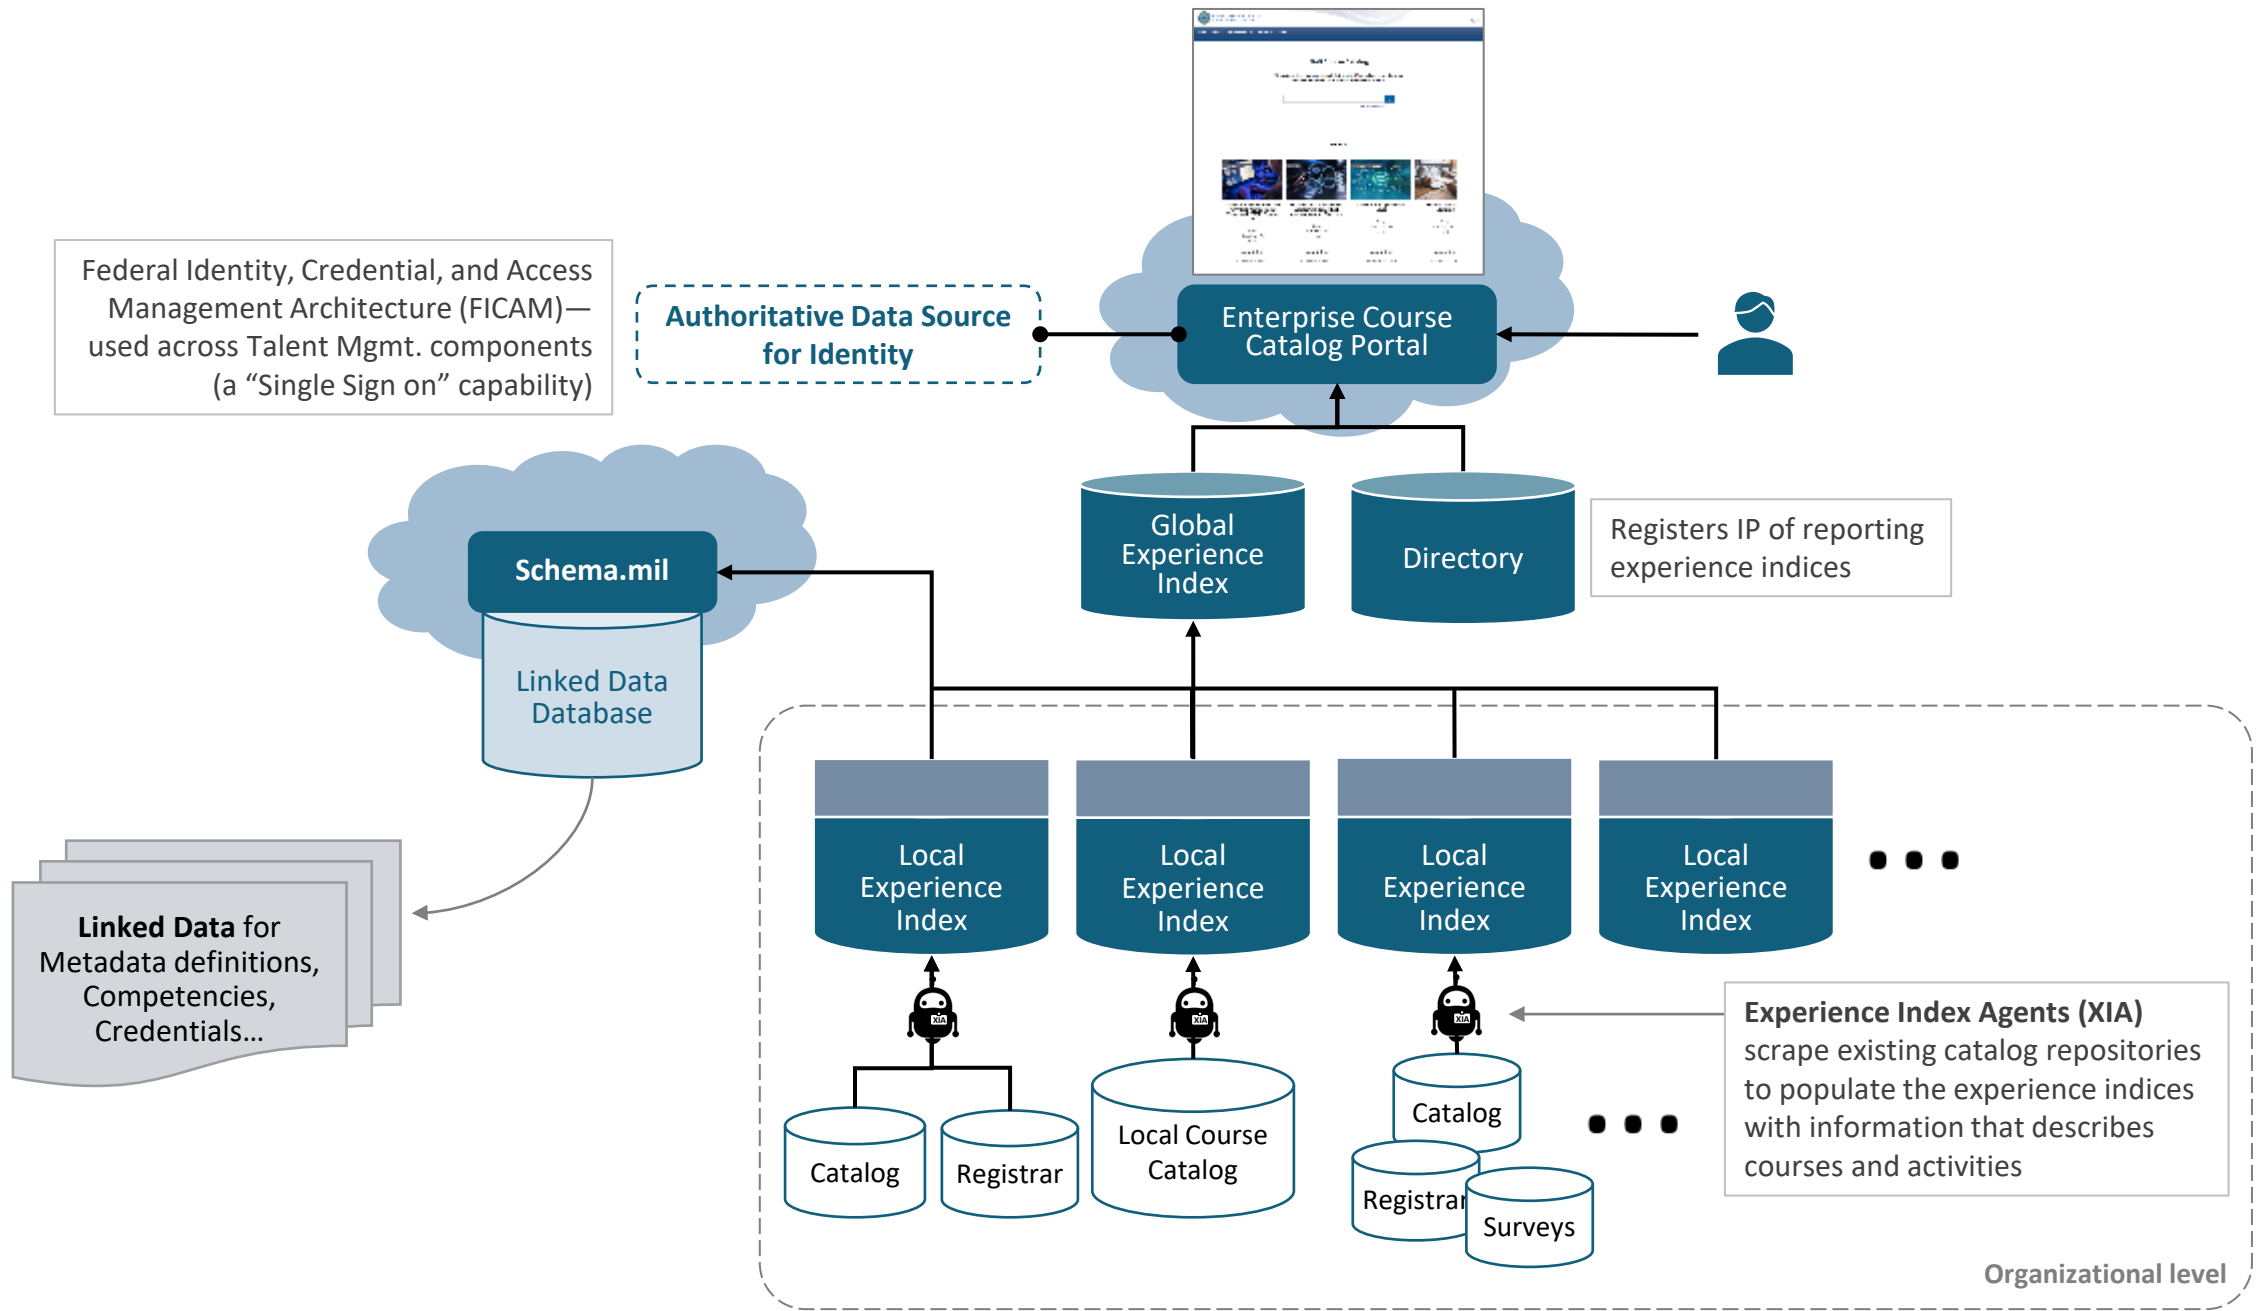 Federal Identity, Credential, and Access
Management Architecture (FICAM)—
used across Talent Mgmt. components
(a “Single Sign on” capability)
Authoritative Data Source
for Identity
Enterprise Course
Catalog Portal
Schema.mil
Linked Data
Database
Global
Experience
Index
Directory
Registers IP of reporting
experience indices
Linked Data for
Metadata definitions,
Competencies,
Credentials...
Local
Experience
Index
Local
Experience
Index
Local
Experience
Index
Local
Experience
Index
XIA
XIA
XIA
Catalog
Registrar
Local Course
Catalog
Catalog
Registrar
Surveys
Experience Index Agents (XIA)
scrape existing catalog repositories
to populate the experience indices
with information that describes
courses and activities
Organizational level